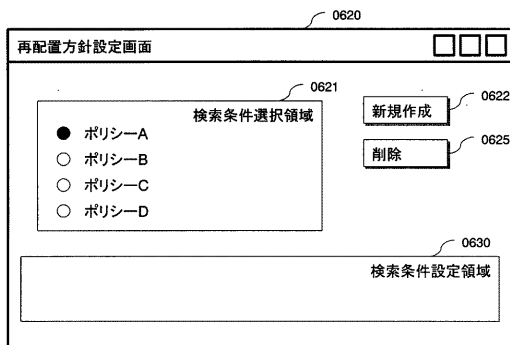 0620
再配置方針設定画面
0621
検索条件選択領域
ポリシーA
ポリシーB
ポリシーC
ポリシーD
新規作成
0622
削除
0625
0630
検索条件設定領域